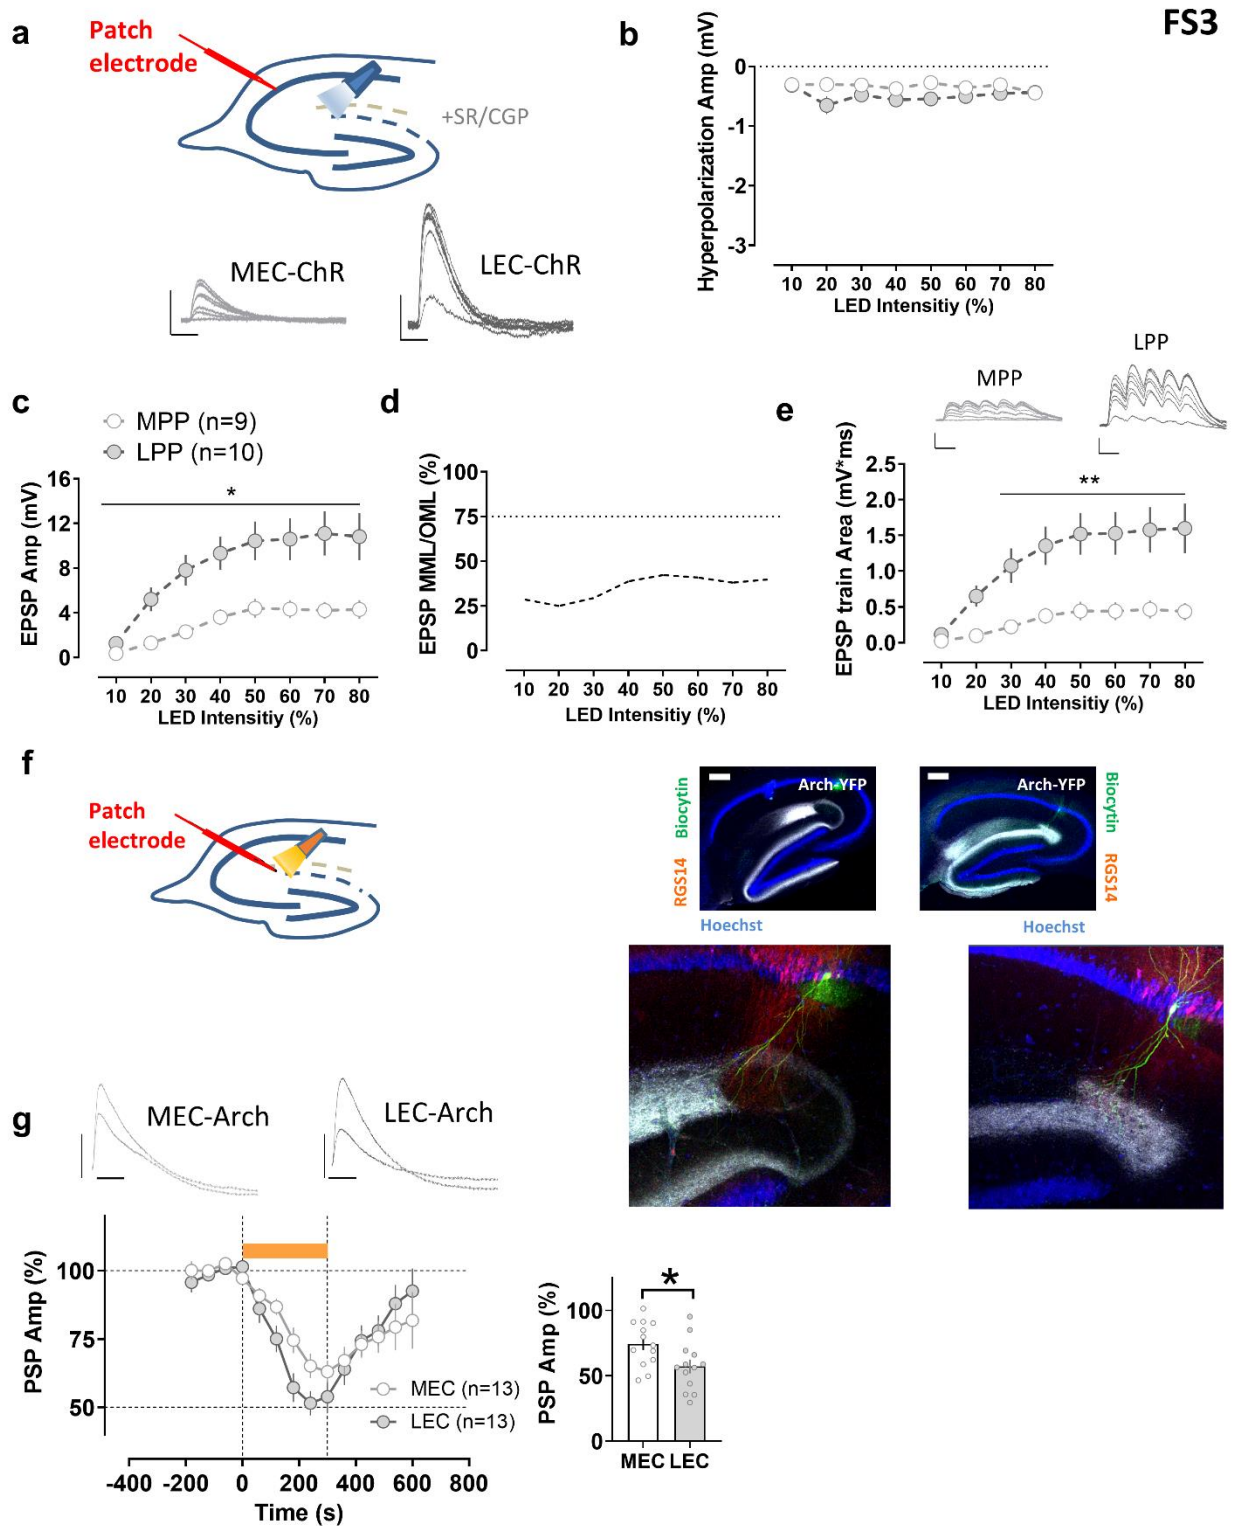 FS3
a
Patch
electrode
+SR/CGP
MEC-ChR
LEC-ChR
b
Hyperpolarization Amp (mV)
0
-1
-2
-3
10 20 30 40 50 60 70 80
LED Intensitiy (%)
c
MPP (n=9)
LPP (n=10)
EPSP Amp (mV)
16
12
8
4
0
*
10 20 30 40 50 60 70 80
LED Intensitiy (%)
d
EPSP MML/OML (%)
100
75
50
25
0
10 20 30 40 50 60 70 80
LED Intensitiy (%)
e
MPP
LPP
EPSP train Area (mV*ms)
2.5
2.0
1.5
1.0
0.5
0.0
**
10 20 30 40 50 60 70 80
LED Intensitiy (%)
f
Patch
electrode
RGS14 Biocytin
Arch-YFP
Hoechst
Arch-YFP
Biocytin RGS14
Hoechst
g
MEC-Arch
LEC-Arch
PSP Amp (%)
100
75
50
MEC (n=13)
LEC (n=13)
-400 -200 0 200 400 600 800
Time (s)
PSP Amp (%)
100
50
0
*
MEC LEC